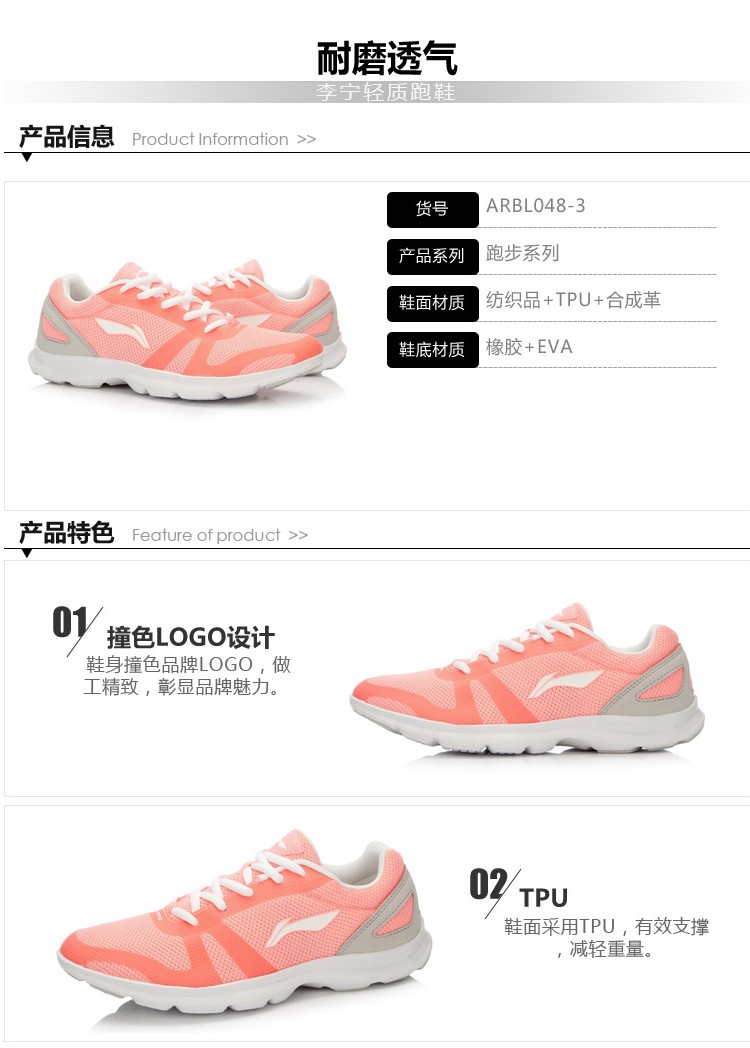 耐磨透气
李宁轻质跑鞋
产品信息 Product Information >>
货号 ARBL048-3
产品系列 跑步系列
鞋面材质 纺织品+TPU+合成革
鞋底材质 橡胶+EVA
产品特色 Feature of product >>
01
撞色LOGO设计
鞋身撞色品牌LOGO，做
工精致，彰显品牌魅力。
02
TPU
鞋面采用TPU，有效支撑
，减轻重量。